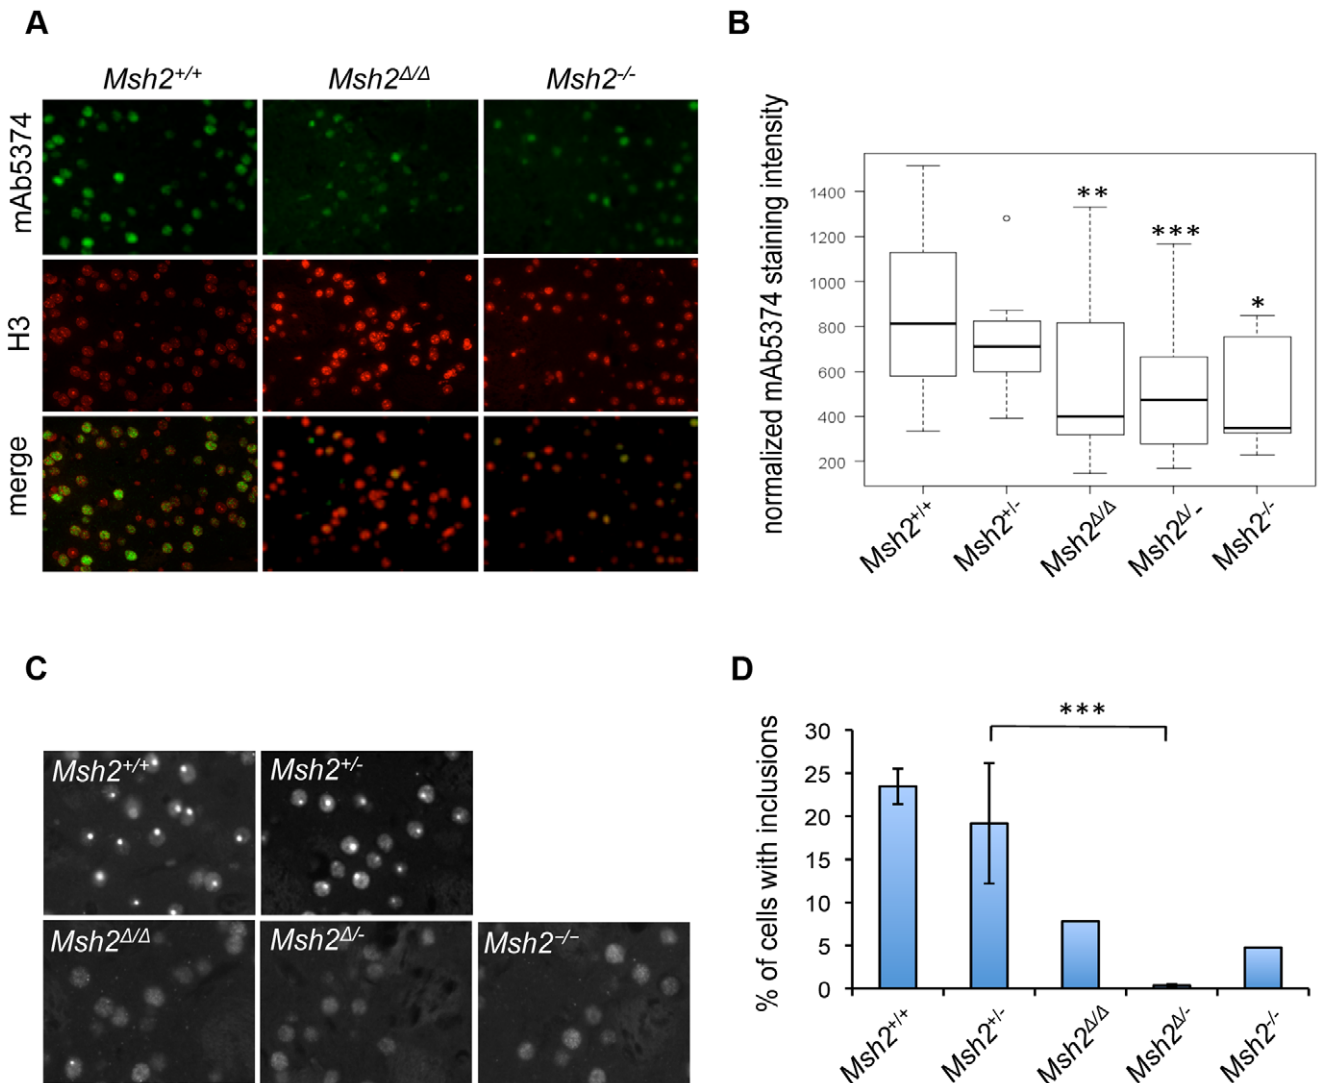 A
Msh2+/+
Msh2Δ/Δ
Msh2-/-
mAb5374
H3
merge
B
normalized mAb5374 staining intensity
1400
1200
1000
800
600
400
200
**
***
*
Msh2+/+
Msh2+/-
Msh2Δ/Δ
Msh2Δ/-
Msh2-/-
C
Msh2+/+
Msh2+/-
Msh2Δ/Δ
Msh2Δ/-
Msh2−/−
D
% of cells with inclusions
***
30
25
20
15
10
5
0
Msh2+/+
Msh2+/-
Msh2Δ/Δ
Msh2Δ/-
Msh2-/-